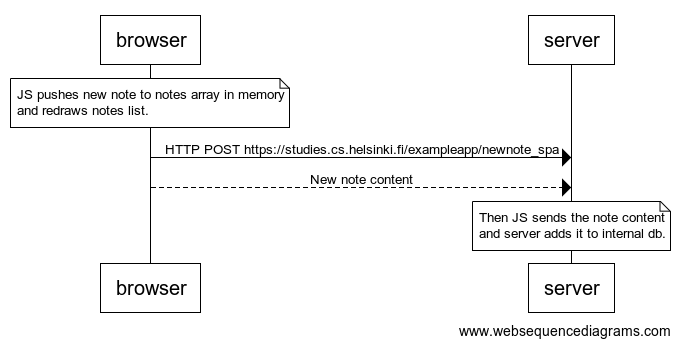 browser
server
JS pushes new note to notes array in memory
and redraws notes list.
HTTP POST https://studies.cs.helsinki.fi/exampleapp/newnote_spa
New note content
Then JS sends the note content
and server adds it to internal db.
browser
server
www.websequencediagrams.com